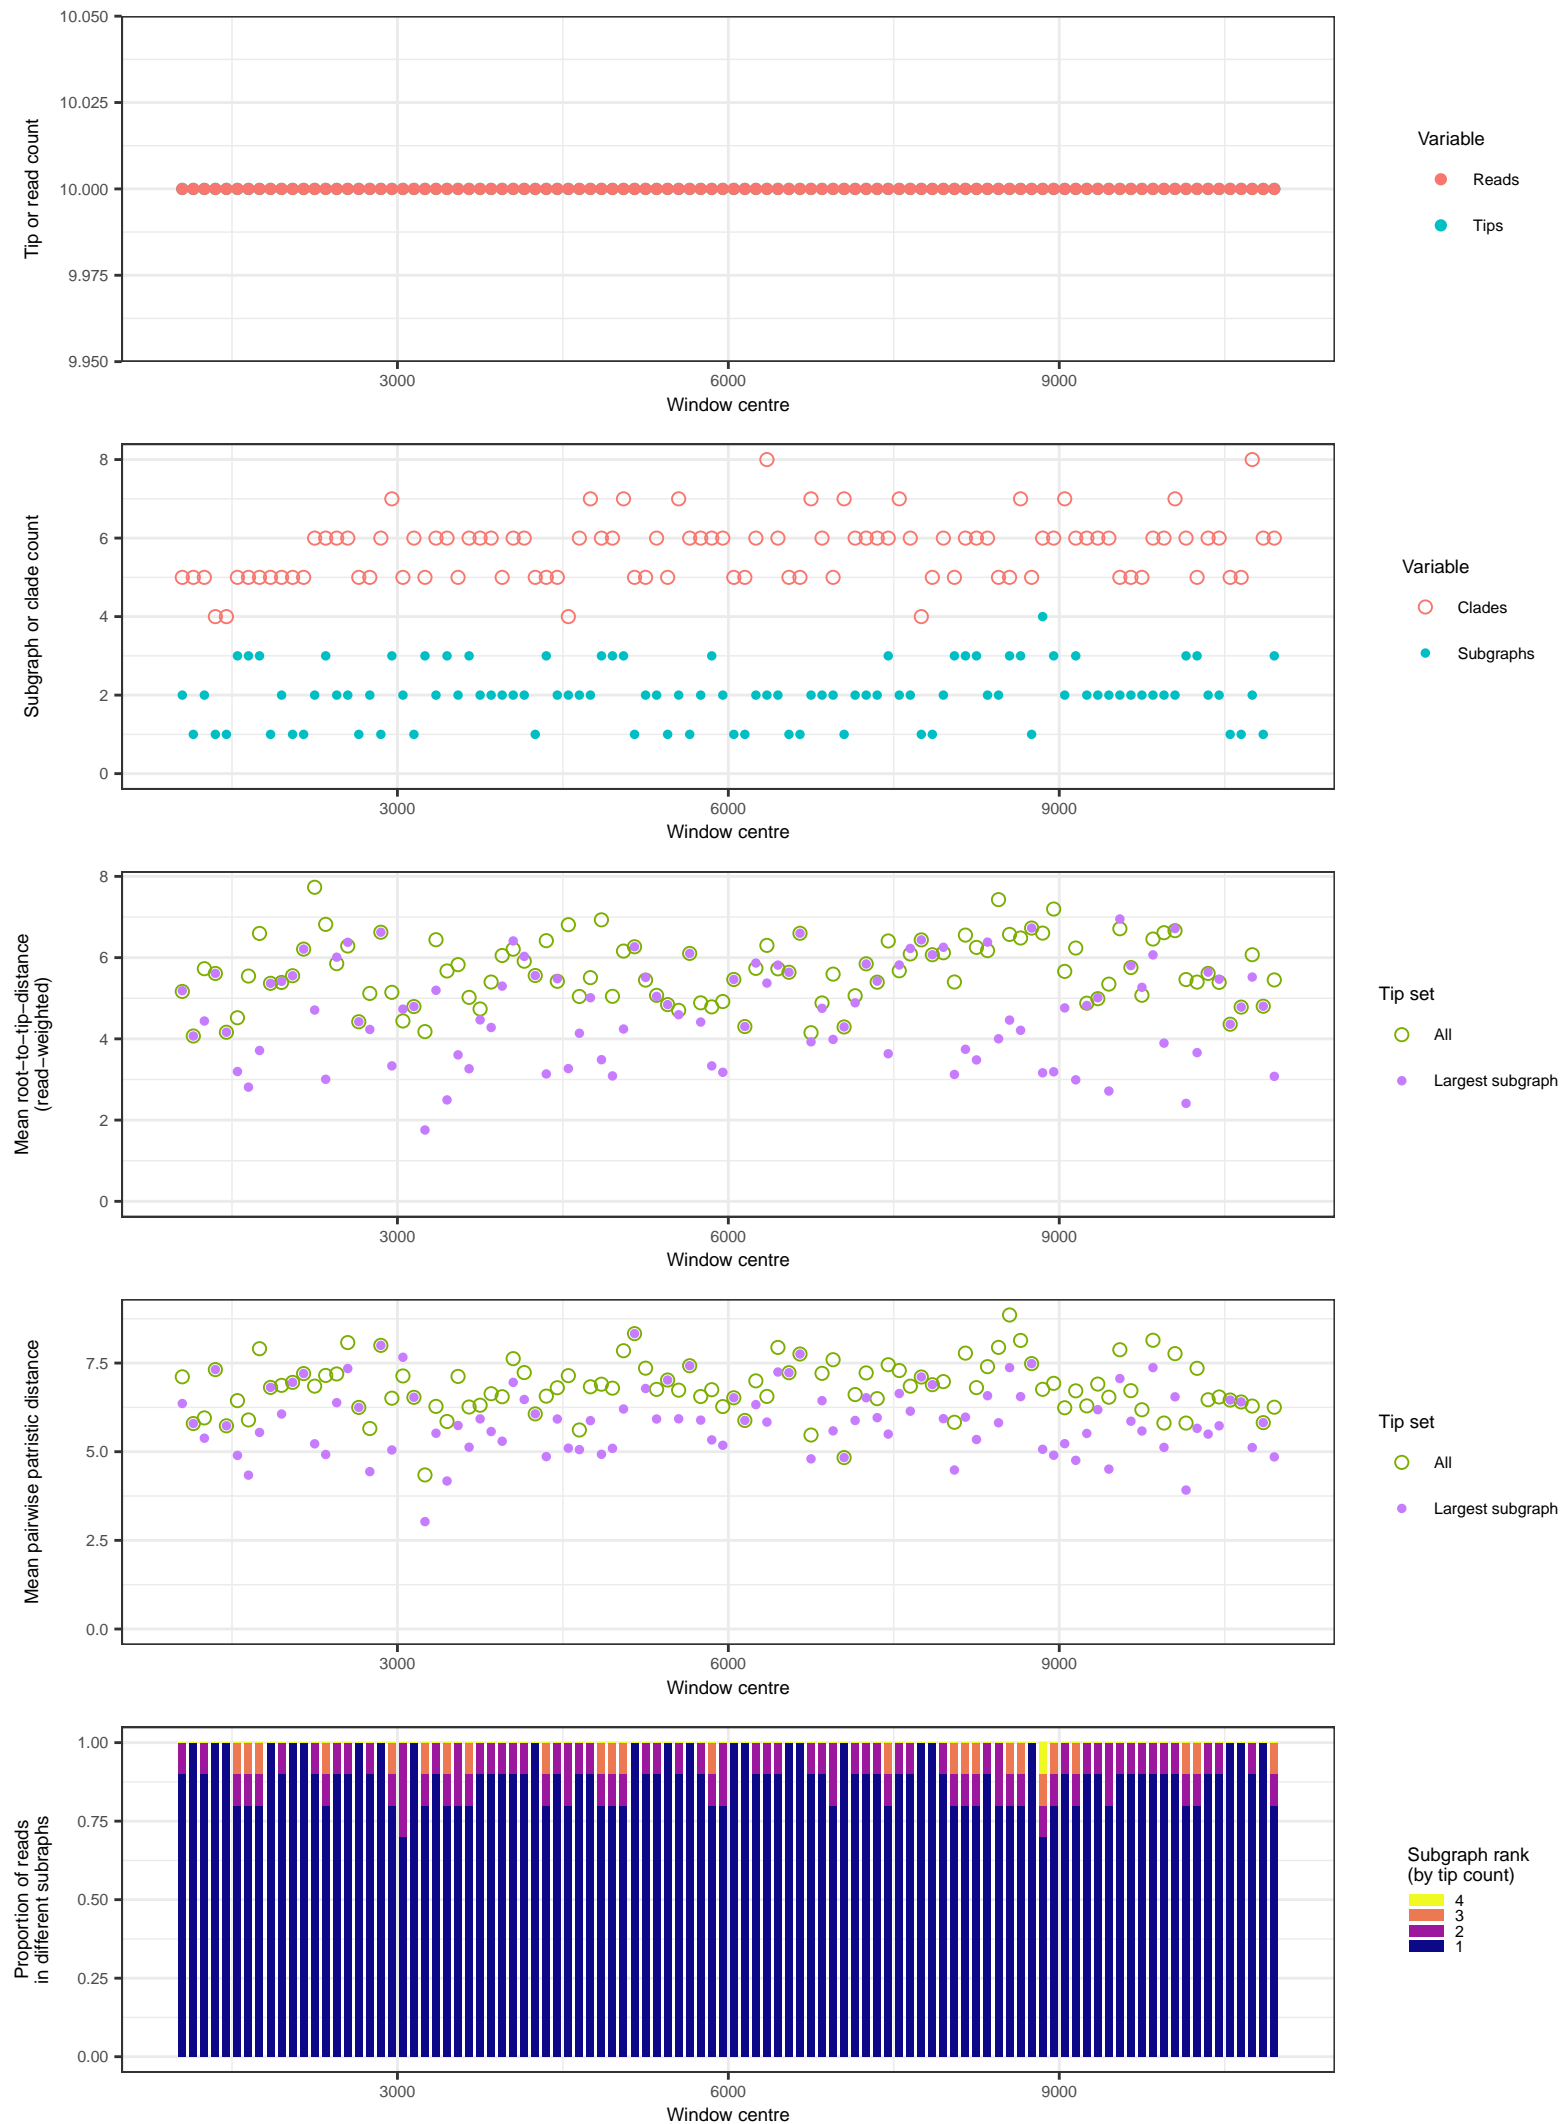 10.050
10.025
10.000
9.975
9.950
Tip or read count
3000
6000
9000
Window centre
Variable
Reads
Tips
8
6
4
2
0
Subgraph or clade count
3000
6000
9000
Window centre
Variable
Clades
Subgraphs
8
6
4
2
0
Mean root−to−tip−distance
(read−weighted)
3000
6000
9000
Window centre
Tip set
All
Largest subgraph
7.5
5.0
2.5
0.0
Mean pairwise patristic distance
3000
6000
9000
Window centre
Tip set
All
Largest subgraph
1.00
0.75
0.50
0.25
0.00
Proportion of reads
in different subraphs
3000
6000
9000
Window centre
Subgraph rank
(by tip count)
4
3
2
1